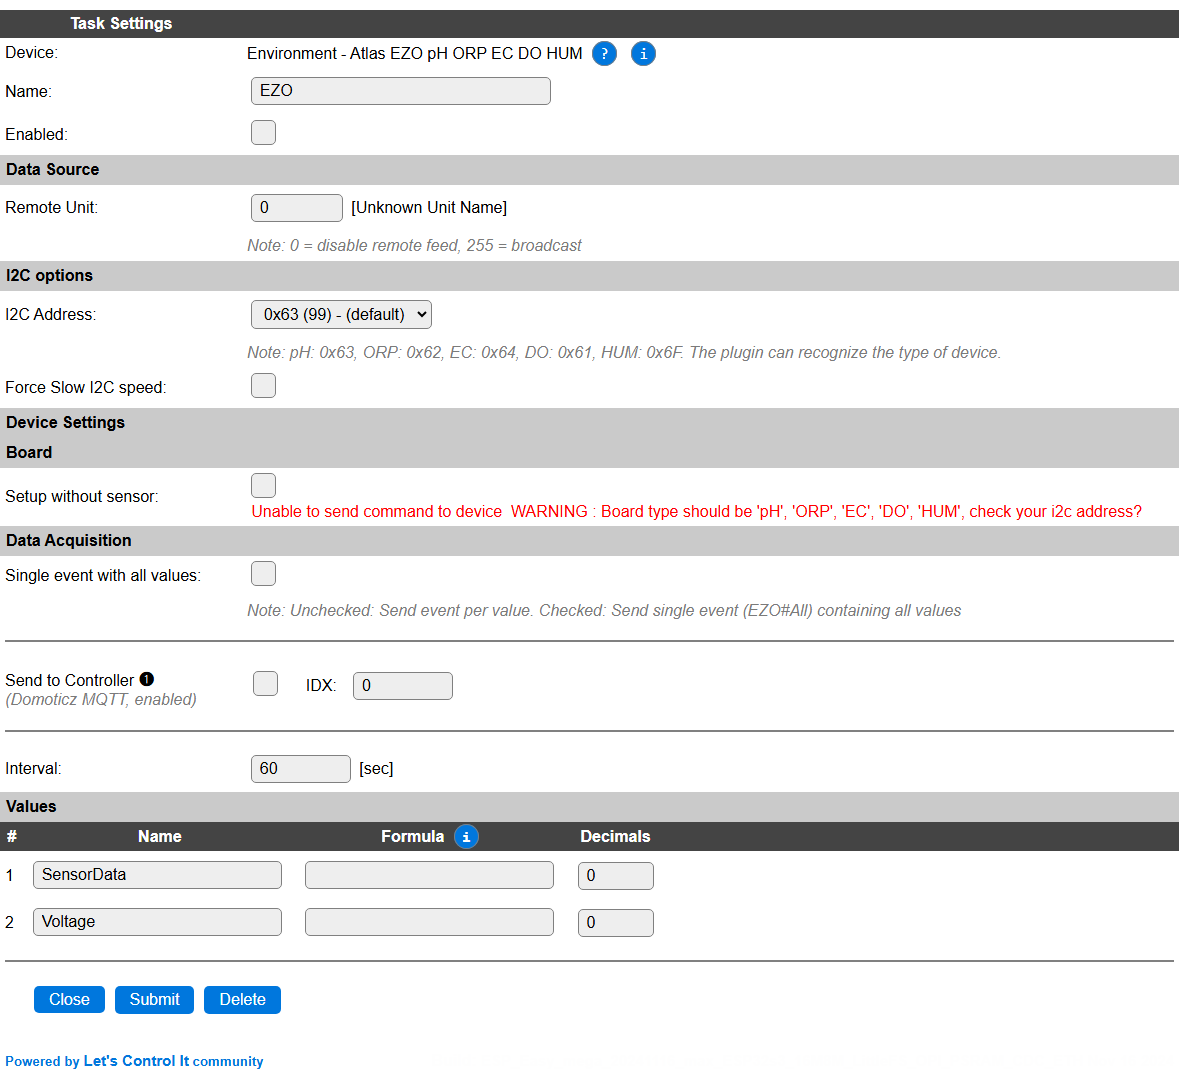 Task Settings
Device: Environment - Atlas EZO pH ORP EC DO HUM ? i
Name: EZO
Enabled:
Data Source
Remote Unit: 0 [Unknown Unit Name]
Note: 0 = disable remote feed, 255 = broadcast
I2C options
I2C Address: 0x63 (99) - (default)
Note: pH: 0x63, ORP: 0x62, EC: 0x64, DO: 0x61, HUM: 0x6F. The plugin can recognize the type of device.
Force Slow I2C speed:
Device Settings
Board
Setup without sensor:
Unable to send command to device WARNING : Board type should be 'pH', 'ORP', 'EC', 'DO', 'HUM', check your i2c address?
Data Acquisition
Single event with all values:
Note: Unchecked: Send event per value. Checked: Send single event (EZO#All) containing all values
Send to Controller ❶ IDX: 0
(Domoticz MQTT, enabled)
Interval: 60 [sec]
Values
# Name Formula i Decimals
1 SensorData 0
2 Voltage 0
Close Submit Delete
Powered by Let's Control It community